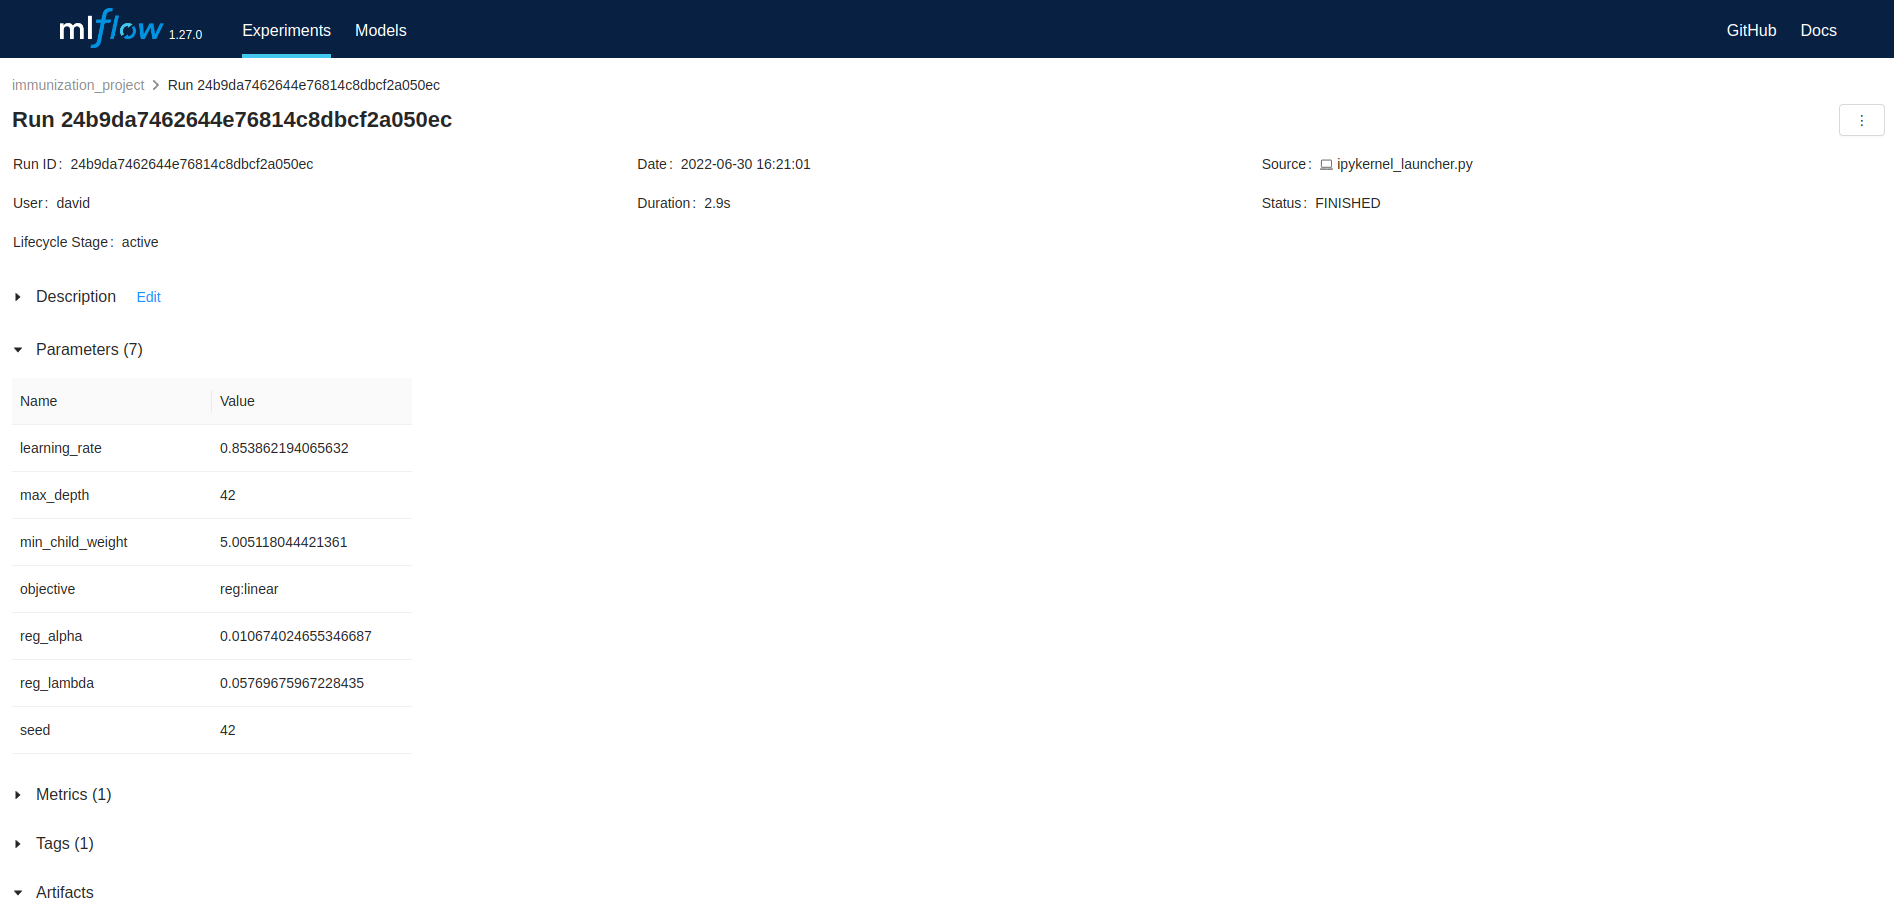 mlflow 1.27.0 Experiments Models GitHub Docs
immunization_project > Run 24b9da7462644e76814c8dbcf2a050ec
Run 24b9da7462644e76814c8dbcf2a050ec
Run ID: 24b9da7462644e76814c8dbcf2a050ec Date: 2022-06-30 16:21:01 Source: ipykernel_launcher.py
User: david Duration: 2.9s Status: FINISHED
Lifecycle Stage: active
Description Edit
Parameters (7)
Name Value
learning_rate 0.853862194065632
max_depth 42
min_child_weight 5.005118044421361
objective reg:linear
reg_alpha 0.010674024655346687
reg_lambda 0.05769675967228435
seed 42
Metrics (1)
Tags (1)
Artifacts